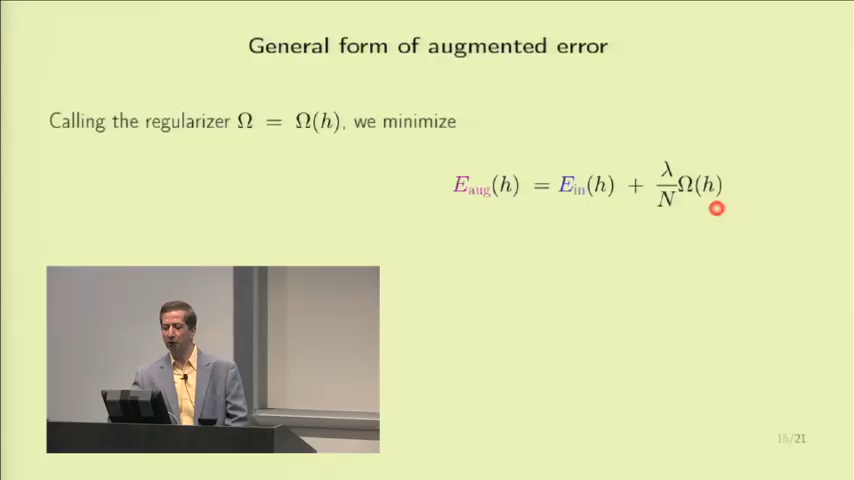 General form of augmented error
Calling the regularizer Ω = Ω(h), we minimize
E_aug(h) = E_in(h) + λ/N Ω(h)
16/21